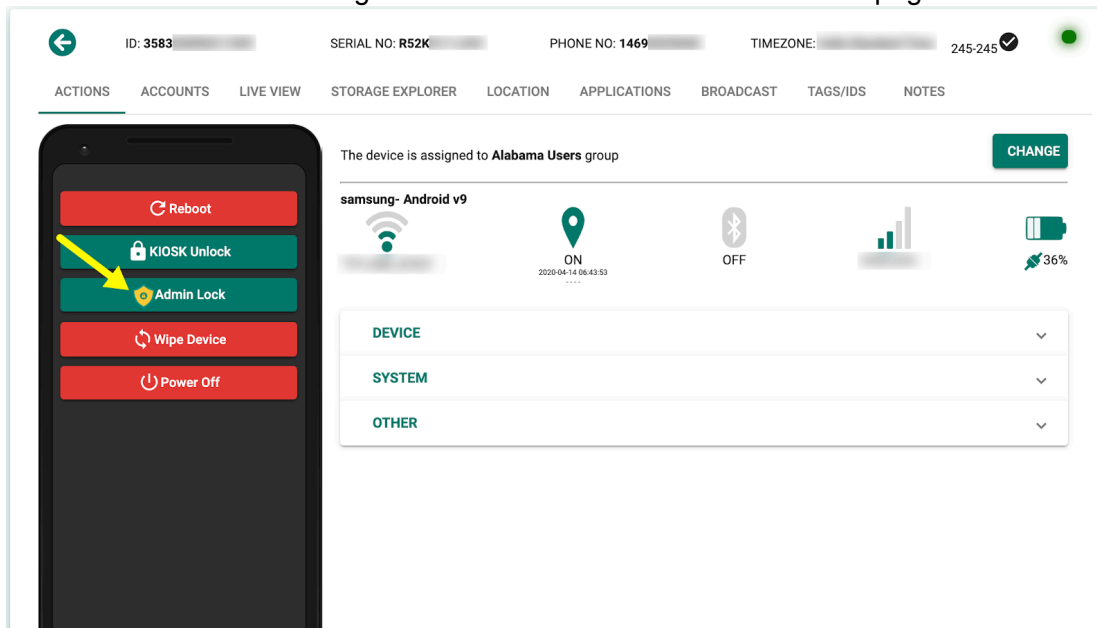 ID: 3583 SERIAL NO: R52K PHONE NO: 1469 TIMEZONE: 245-245
ACTIONS ACCOUNTS LIVE VIEW STORAGE EXPLORER LOCATION APPLICATIONS BROADCAST TAGS/IDS NOTES
The device is assigned to Alabama Users group
CHANGE
Reboot
KIOSK Unlock
Admin Lock
Wipe Device
Power Off
samsung- Android v9
ON
2020-04-14 06:43:53
----
OFF
36%
DEVICE
SYSTEM
OTHER